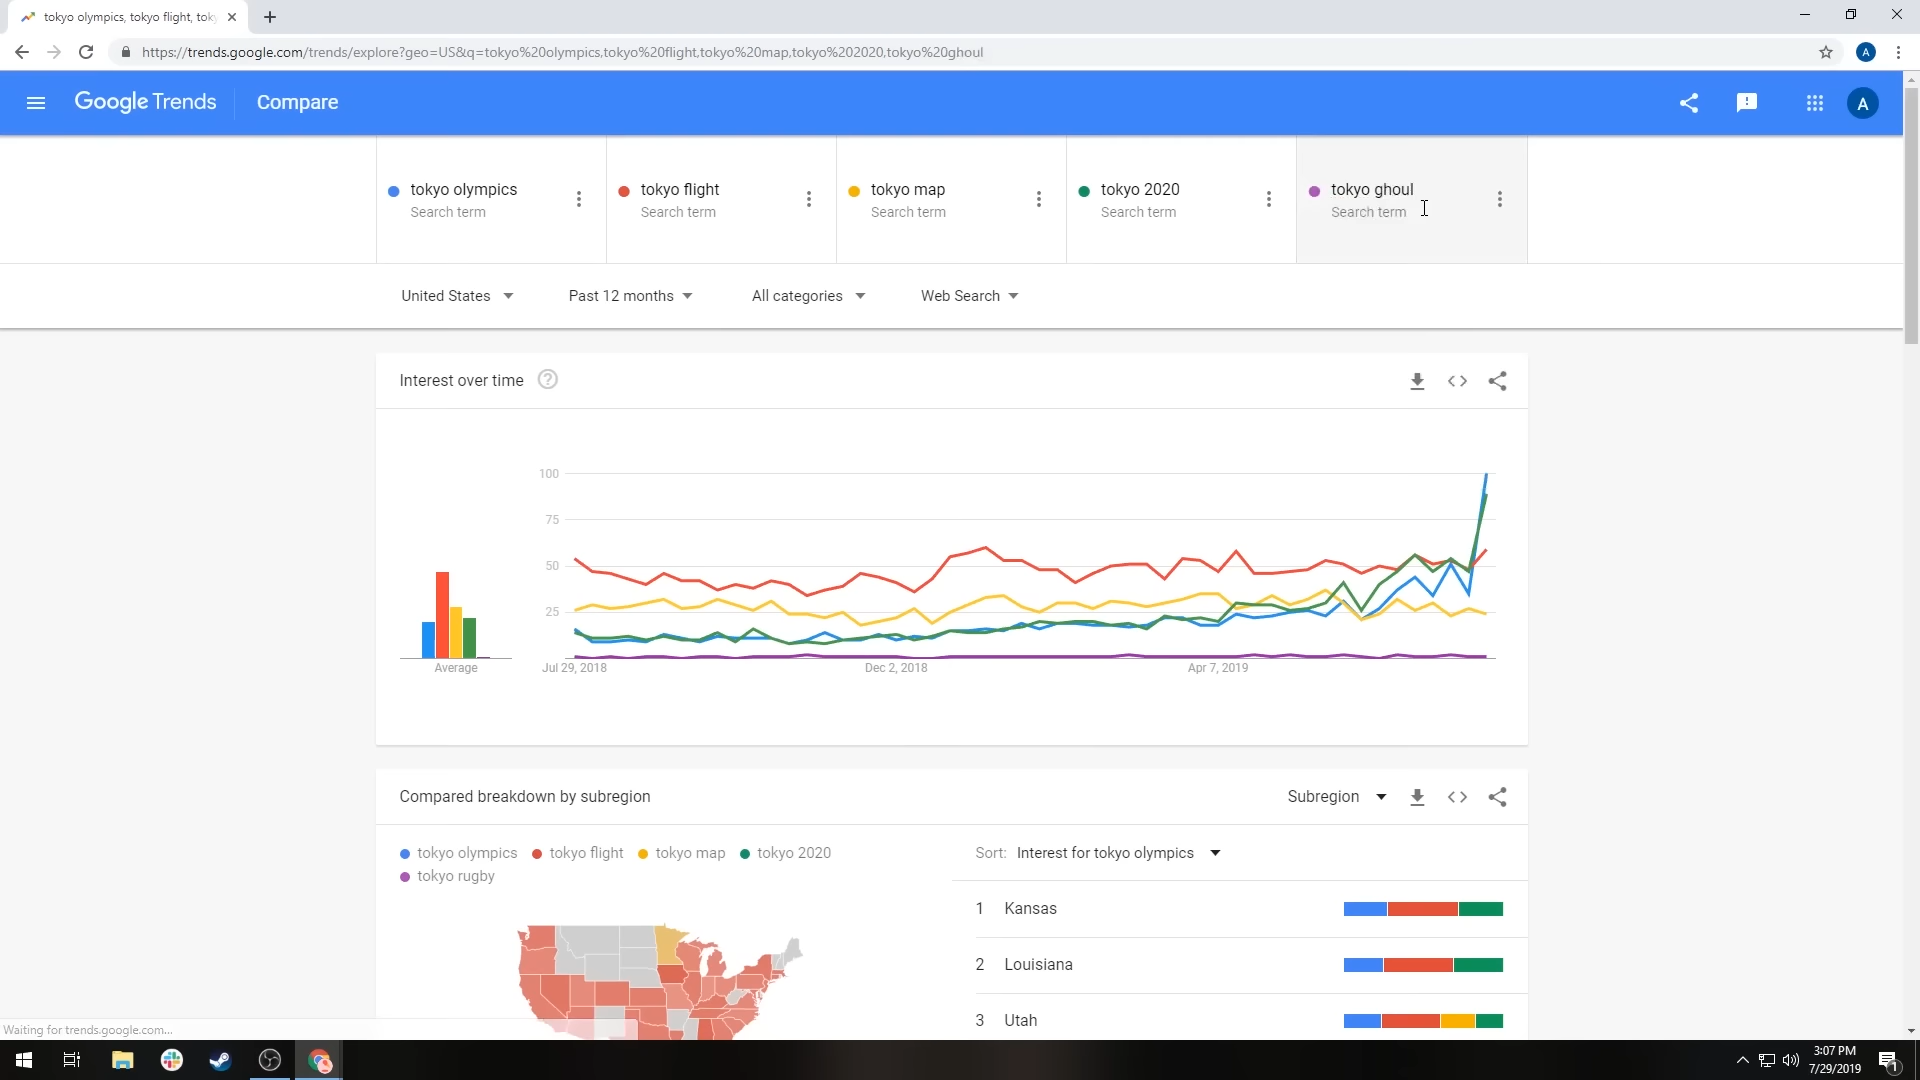 tokyo olympics, tokyo flight, tok
https://trends.google.com/trends/explore?geo=US&q=tokyo%20olympics,tokyo%20flight,tokyo%20map,tokyo%202020,tokyo%20ghoul
A
Google Trends
Compare
A
tokyo olympics
Search term
tokyo flight
Search term
tokyo map
Search term
tokyo 2020
Search term
tokyo ghoul
Search term
United States
Past 12 months
All categories
Web Search
Interest over time
?
100
75
50
25
Average
Jul 29, 2018
Dec 2, 2018
Apr 7, 2019
Compared breakdown by subregion
Subregion
tokyo olympics
tokyo flight
tokyo map
tokyo 2020
tokyo rugby
Sort: Interest for tokyo olympics
1 Kansas
2 Louisiana
3 Utah
Waiting for trends.google.com...
3:07 PM
7/29/2019
1